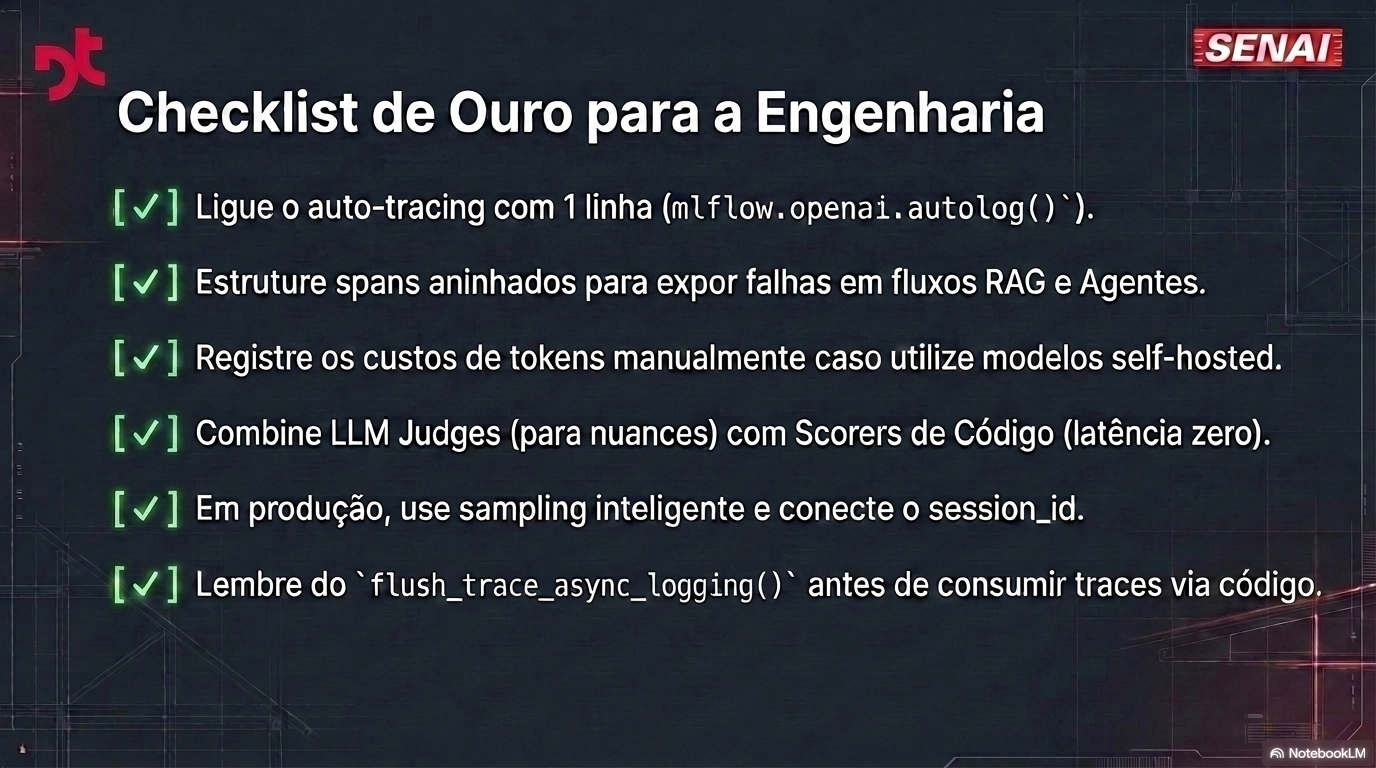 SENAI
Checklist de Ouro para a Engenharia
[✓] Ligue o auto-tracing com 1 linha (mlflow.openai.autolog()`).
[✓] Estruture spans aninhados para expor falhas em fluxos RAG e Agentes.
[✓] Registre os custos de tokens manualmente caso utilize modelos self-hosted.
[✓] Combine LLM Judges (para nuances) com Scorers de Código (latência zero).
[✓] Em produção, use sampling inteligente e conecte o session_id.
[✓] Lembre do `flush_trace_async_logging()` antes de consumir traces via código.
NotebookLM